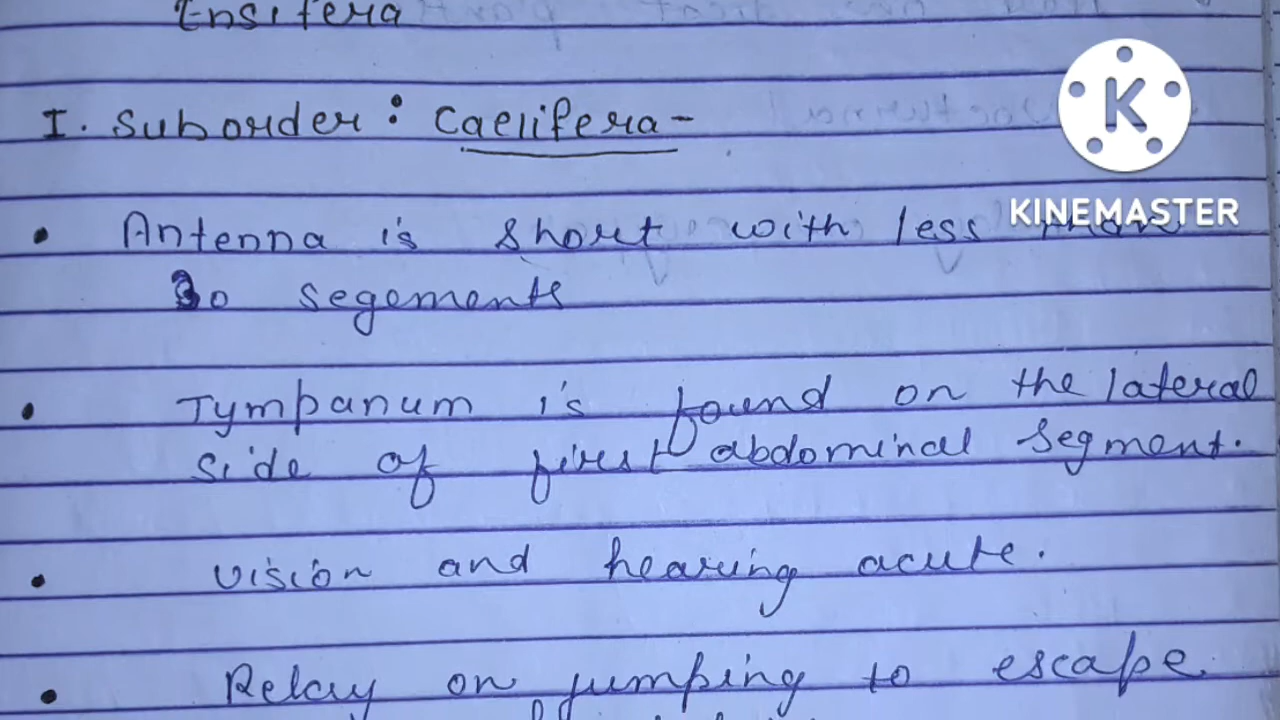 Ensifera
I. Suborder : Caelifera -
• Antenna is short with less than
30 segements
• Tympanum is found on the lateral
side of first abdominal segment.
• vision and hearing acute.
• Relay on jumping to escape.
K
KINEMASTER